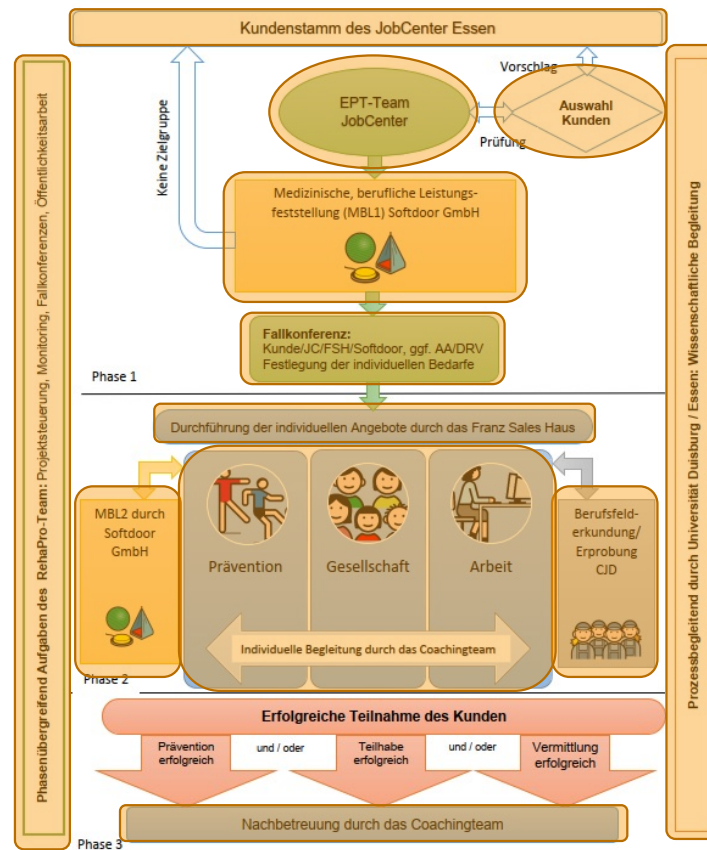 Kundenstamm des JobCenter Essen
Phasenübergreifend Aufgaben des RehaPro-Team: Projektsteuerung, Monitoring, Fallkonferenzen, Öffentlichkeitsarbeit
Keine Zielgruppe
EPT-Team
JobCenter
Vorschlag
Auswahl
Kunden
Prüfung
Medizinische, berufliche Leistungs-
feststellung (MBL1) Softdoor GmbH
Fallkonferenz:
Kunde/JC/FSH/Softdoor, ggf. AA/DRV
Festlegung der individuellen Bedarfe
Phase 1
Durchführung der individuellen Angebote durch das Franz Sales Haus
MBL2 durch
Softdoor
GmbH
Prävention
Gesellschaft
Arbeit
Berufsfeld-
erkundung/
Erprobung
CJD
Individuelle Begleitung durch das Coachingteam
Phase 2
Erfolgreiche Teilnahme des Kunden
Prävention
erfolgreich
und / oder
Teilhabe
erfolgreich
und / oder
Vermittlung
erfolgreich
Nachbetreuung durch das Coachingteam
Phase 3
Prozessbegleitend durch Universität Duisburg / Essen: Wissenschaftliche Begleitung